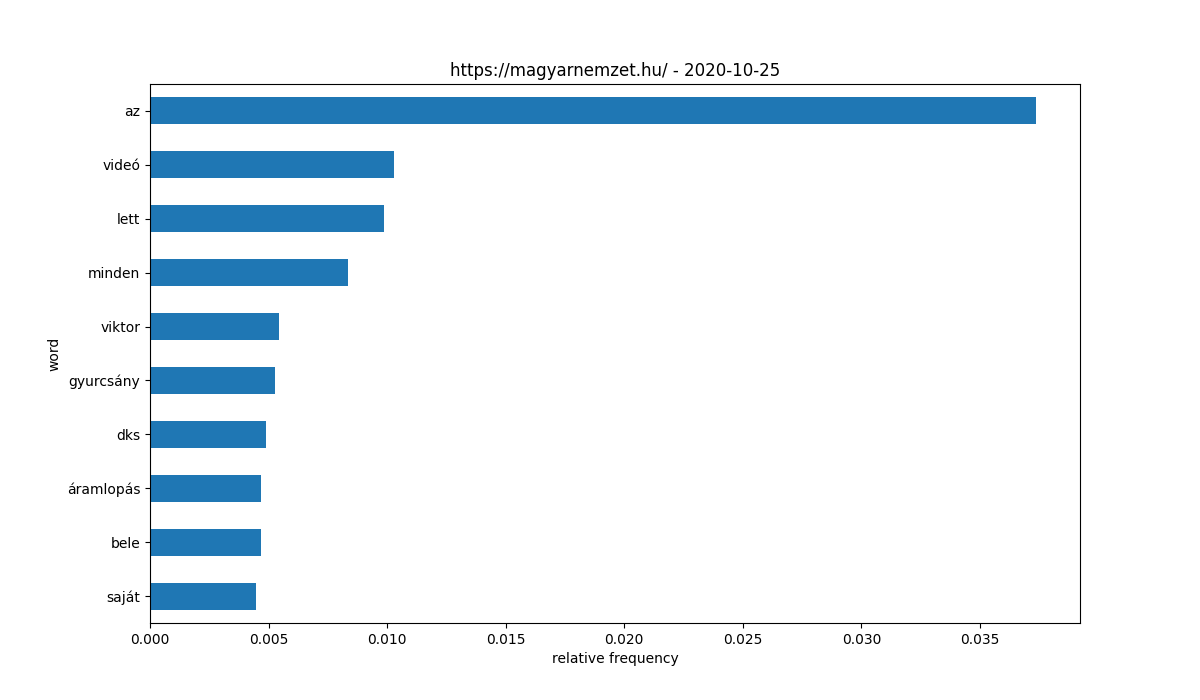 https://magyarnemzet.hu/ - 2020-10-25
az
videó
lett
minden
viktor
gyurcsány
dks
áramlopás
bele
saját
word
0.000 0.005 0.010 0.015 0.020 0.025 0.030 0.035
relative frequency